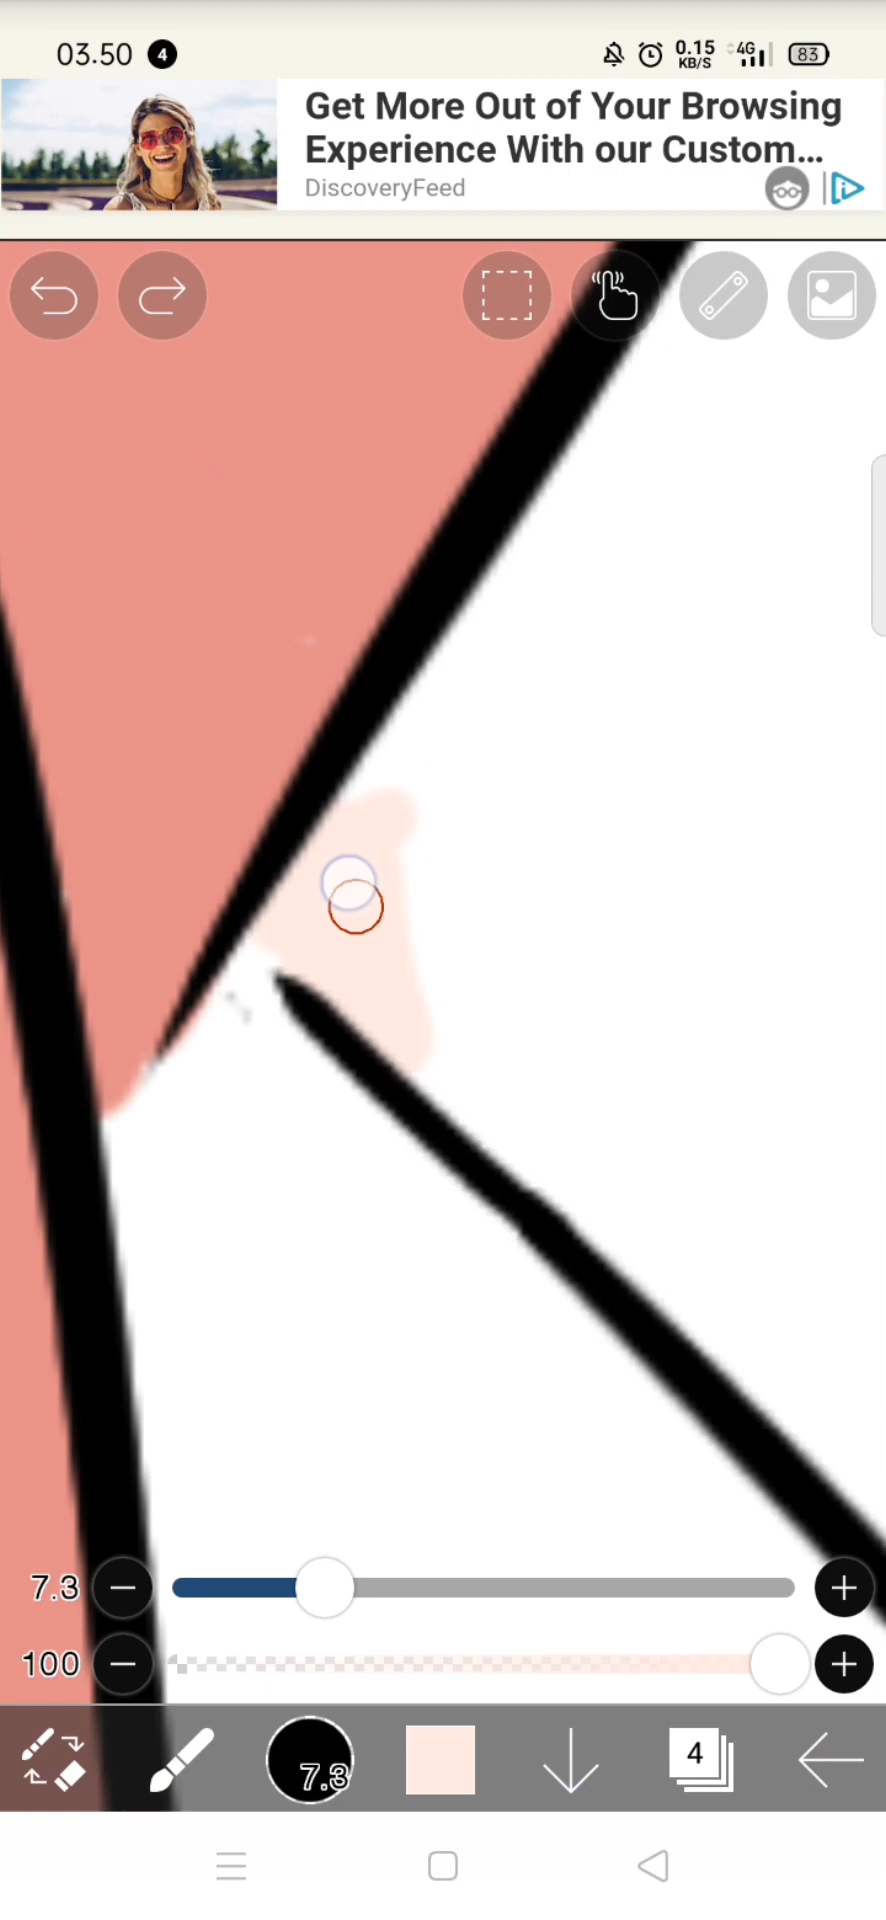 03.50 4 0.15 KB/S 4G 83
Get More Out of Your Browsing
Experience With our Custom...
DiscoveryFeed
7.3
100
7.3 4